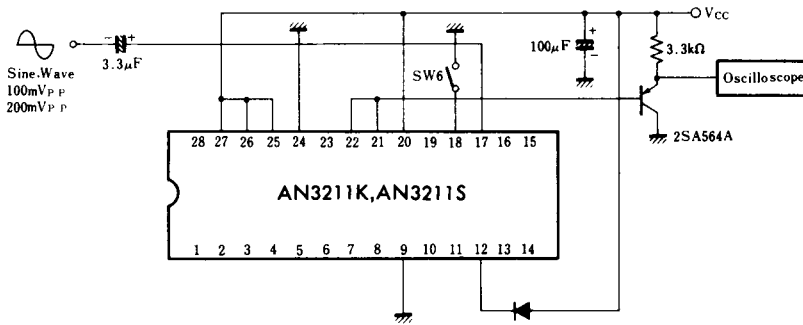 VCC
100μF
+
−
3.3kΩ
− +
3.3μF
Sine-Wave
100mVP-P
200mVP-P
SW6
Oscilloscope
2SA564A
28 27 26 25 24 23 22 21 20 19 18 17 16 15
AN3211K,AN3211S
1 2 3 4 5 6 7 8 9 10 11 12 13 14